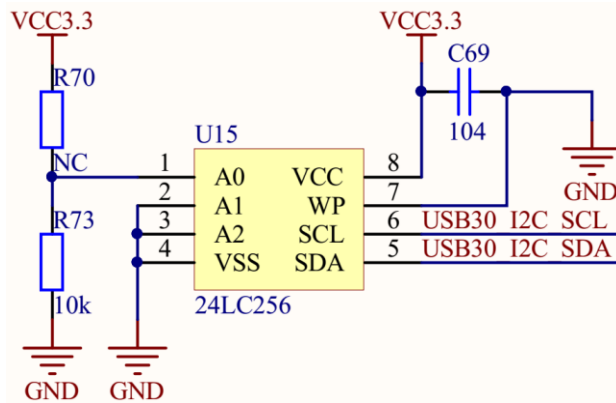 VCC3.3
VCC3.3
R70
C69
104
U15
NC
1 A0 VCC 8
2 A1 WP 7
GND
R73
3 A2 SCL 6 USB30 I2C SCL
4 VSS SDA 5 USB30 I2C SDA
10k
24LC256
GND
GND